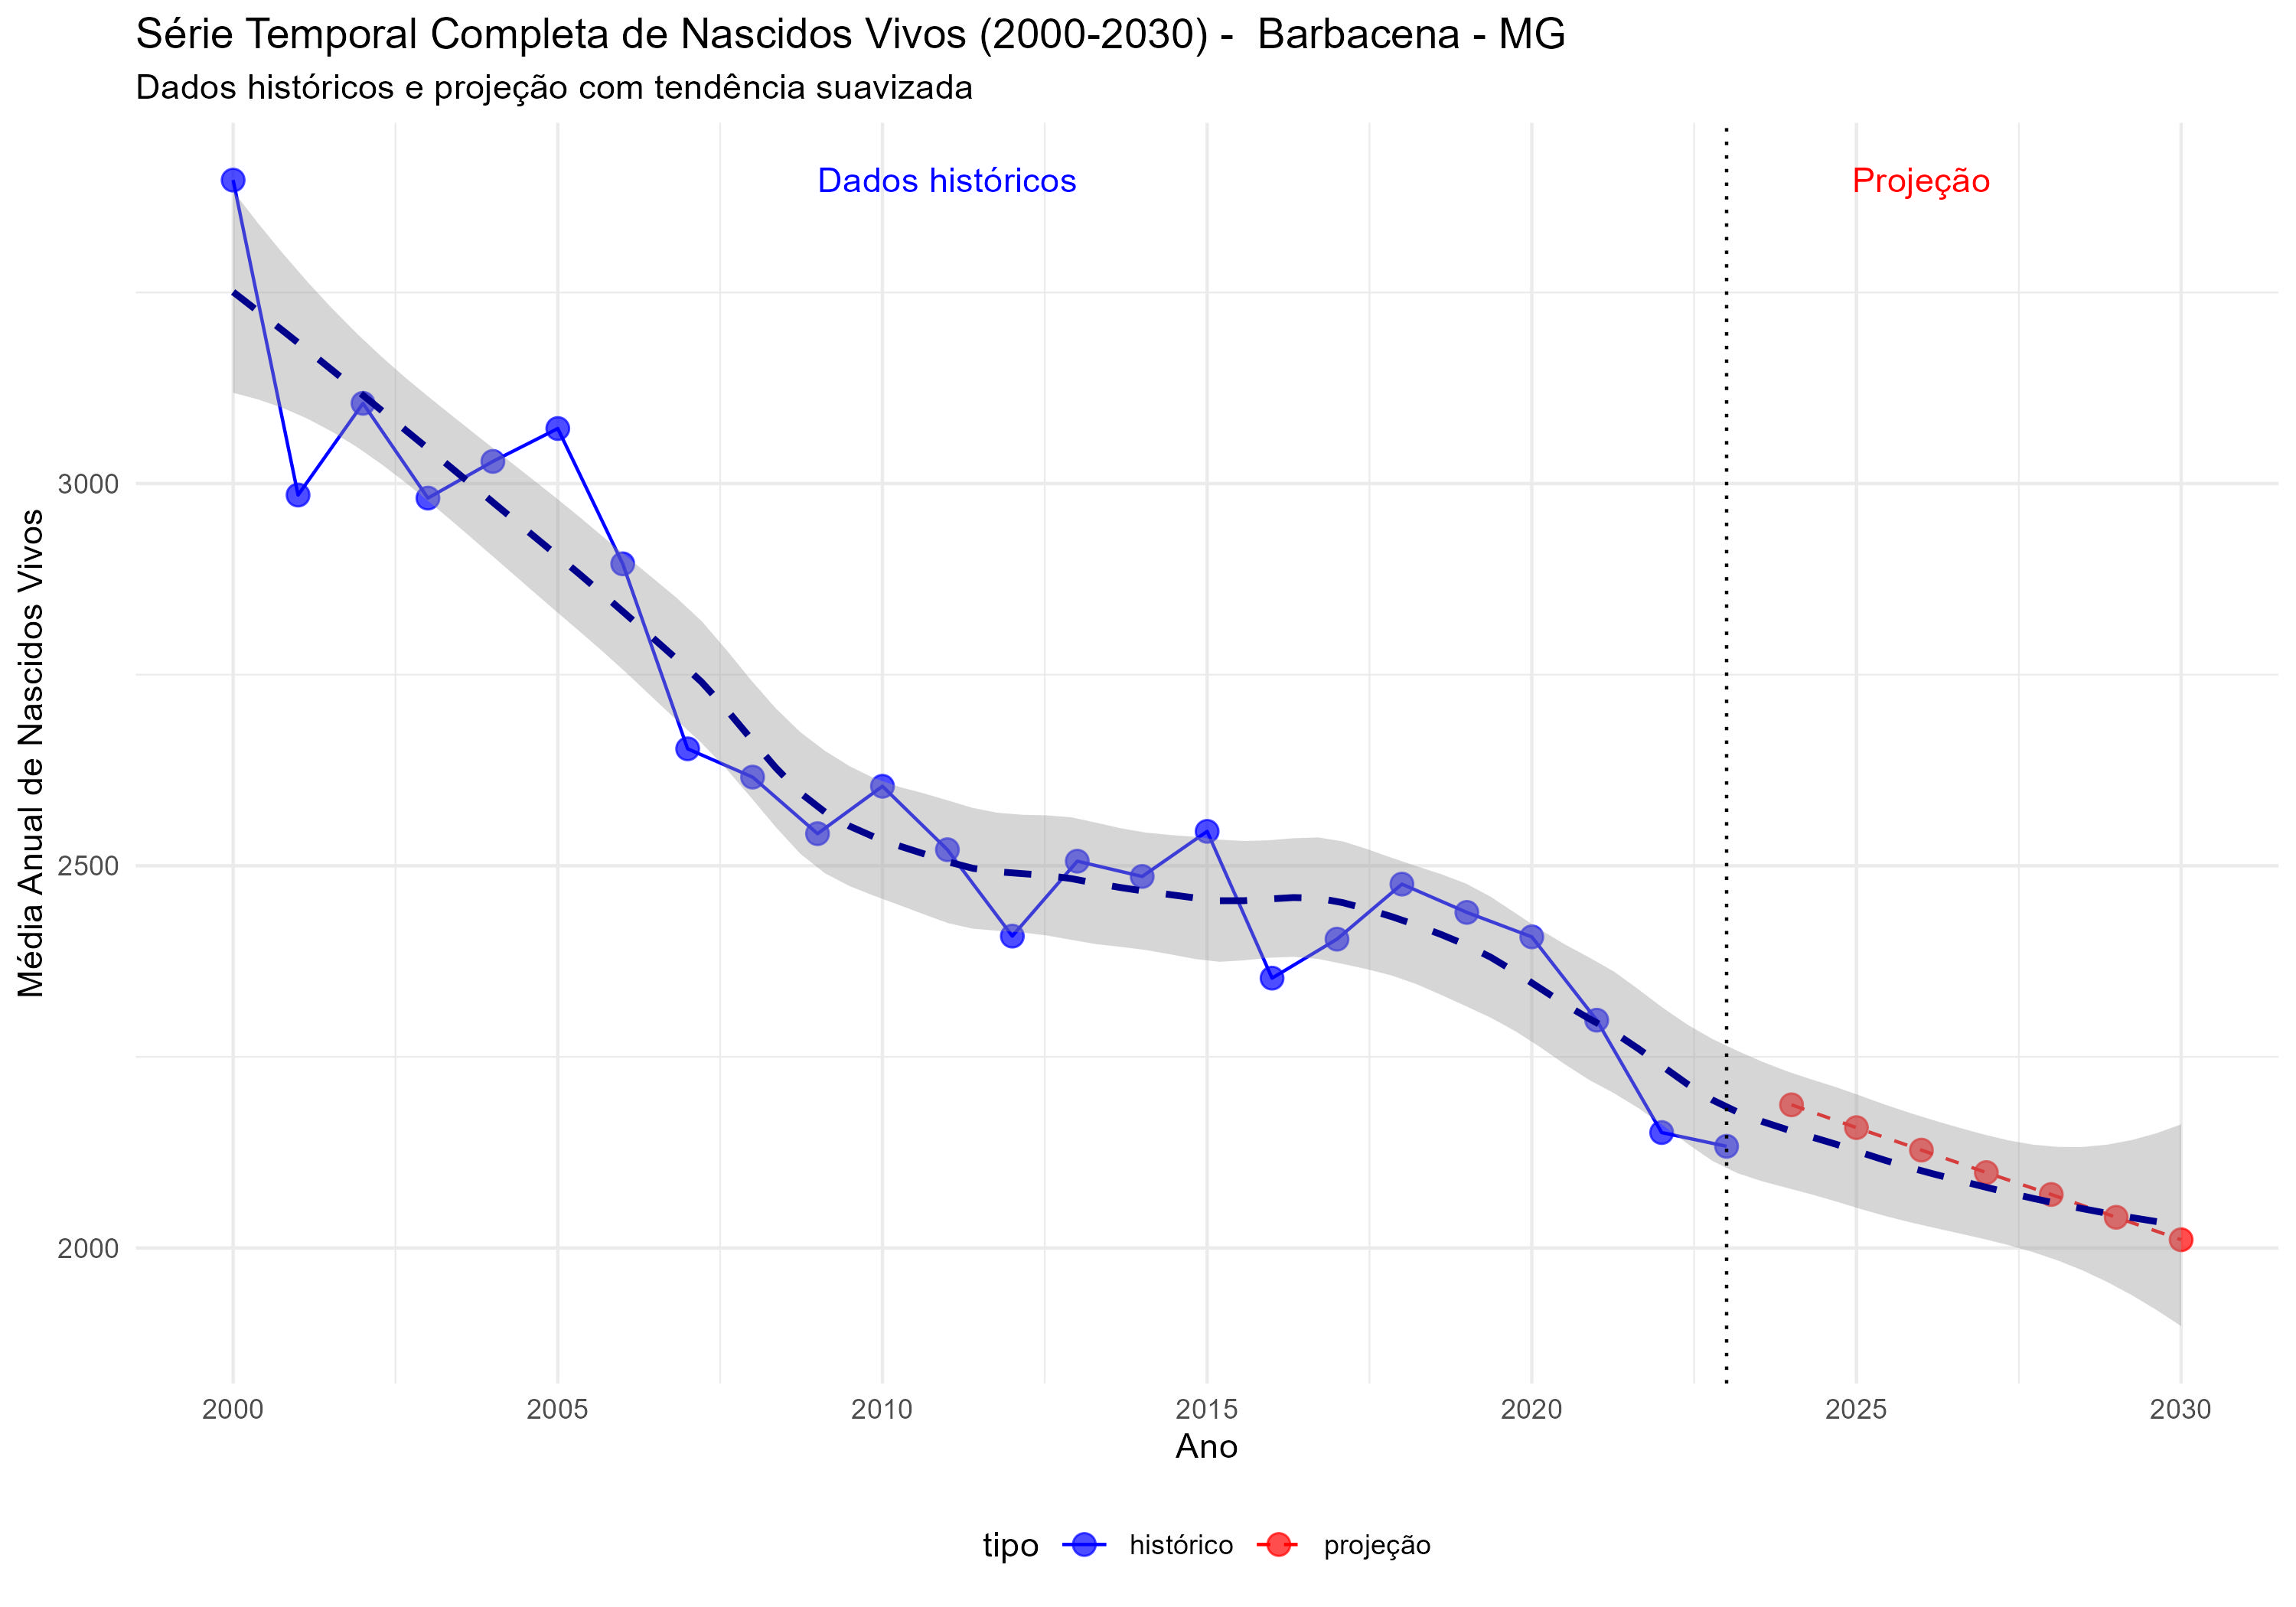 Série Temporal Completa de Nascidos Vivos (2000-2030) -  Barbacena - MG
Dados históricos e projeção com tendência suavizada
Dados históricos
Projeção
Média Anual de Nascidos Vivos
3000
2500
2000
2000
2005
2010
2015
2020
2025
2030
Ano
tipo
histórico
projeção